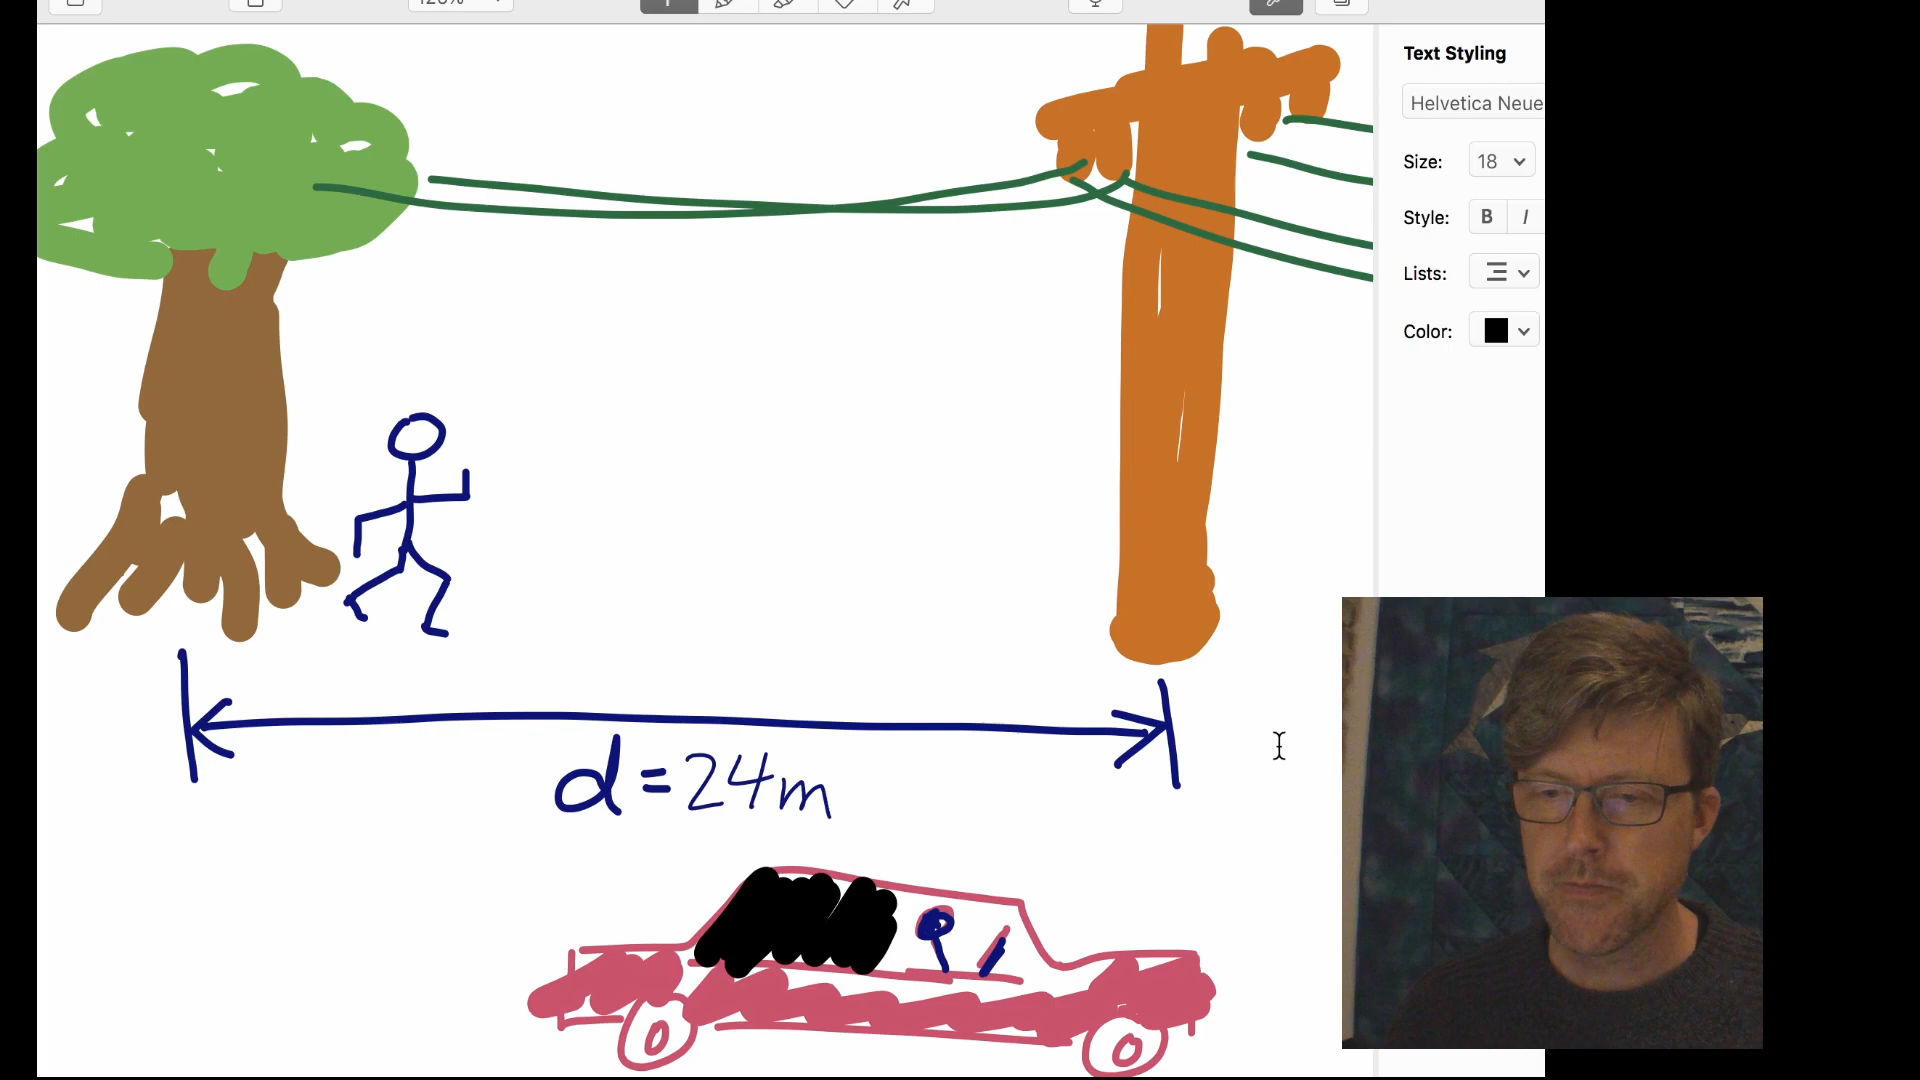 Text Styling
Helvetica Neue
Size: 18
Style: B I
Lists:
Color:
d = 24m